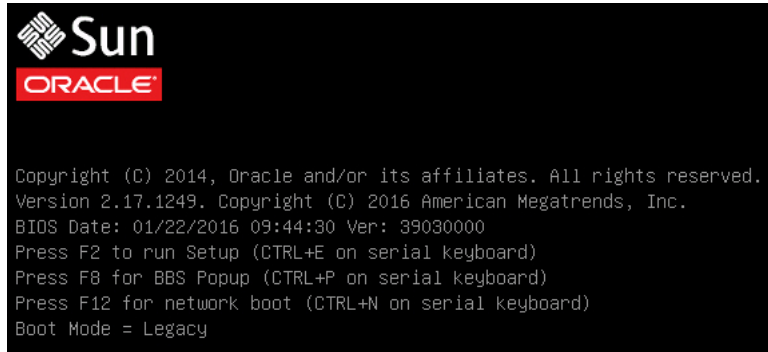 Sun
ORACLE
Copyright (C) 2014, Oracle and/or its affiliates. All rights reserved.
Version 2.17.1249. Copyright (C) 2016 American Megatrends, Inc.
BIOS Date: 01/22/2016 09:44:30 Ver: 39030000
Press F2 to run Setup (CTRL+E on serial keyboard)
Press F8 for BBS Popup (CTRL+P on serial keyboard)
Press F12 for network boot (CTRL+N on serial keyboard)
Boot Mode = Legacy